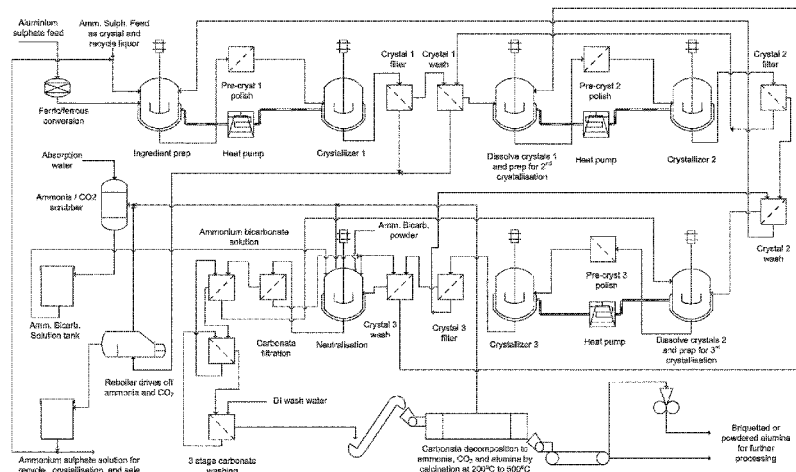 Aluminium
sulphate feed
Amm. Sulph. Feed
as crystal and
recycle liquor
Ferric/ferrous
conversion
Ingredient prep
Pre-cryst 1
polish
Heat pump
Crystallizer 1
Crystal 1
filter
Crystal 1
wash
Dissolve crystals 1
and prep for 2nd
crystallisation
Pre-cryst 2
polish
Heat pump
Crystallizer 2
Crystal 2
filter
Crystal 2
wash
Absorption
water
Ammonia / CO2
scrubber
Amm. Bicarb.
Solution tank
Reboiler drives off
ammonia and CO2
Ammonium sulphate solution for
recycle, crystallisation, and sale
Ammonium bicarbonate
solution
Carbonate
filtration
Amm. Bicarb.
powder
Neutralisation
Crystal 3
wash
Crystal 3
filter
Crystallizer 3
Pre-cryst 3
polish
Heat pump
Dissolve crystals 2
and prep for 3rd
crystallisation
DI wash water
3 stage carbonate
washing
Carbonate decomposition to
ammonia, CO2 and alumina by
calcination at 200°C to 500°C
Briquetted or
powdered alumina
for further
processing